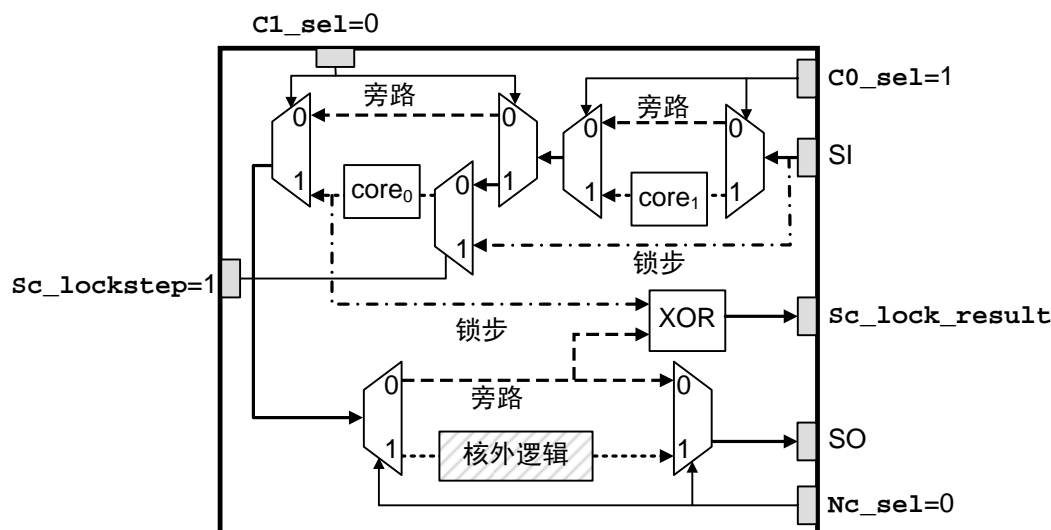 C1_sel=0
C0_sel=1
旁路
旁路
0
0
0
0
SI
1
core₀
0
1
1
core₁
1
1
锁步
Sc_lockstep=1
XOR
Sc_lock_result
锁步
0
旁路
0
1
核外逻辑
1
SO
Nc_sel=0